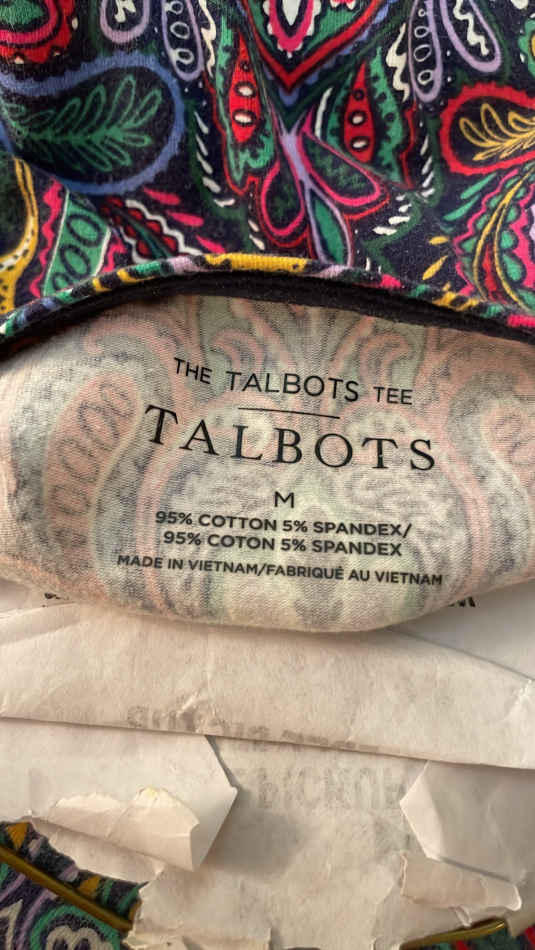 THE TALBOTS TEE
TALBOTS
M
95% COTTON 5% SPANDEX/
95% COTON 5% SPANDEX
MADE IN VIETNAM/FABRIQUÉ AU VIETNAM